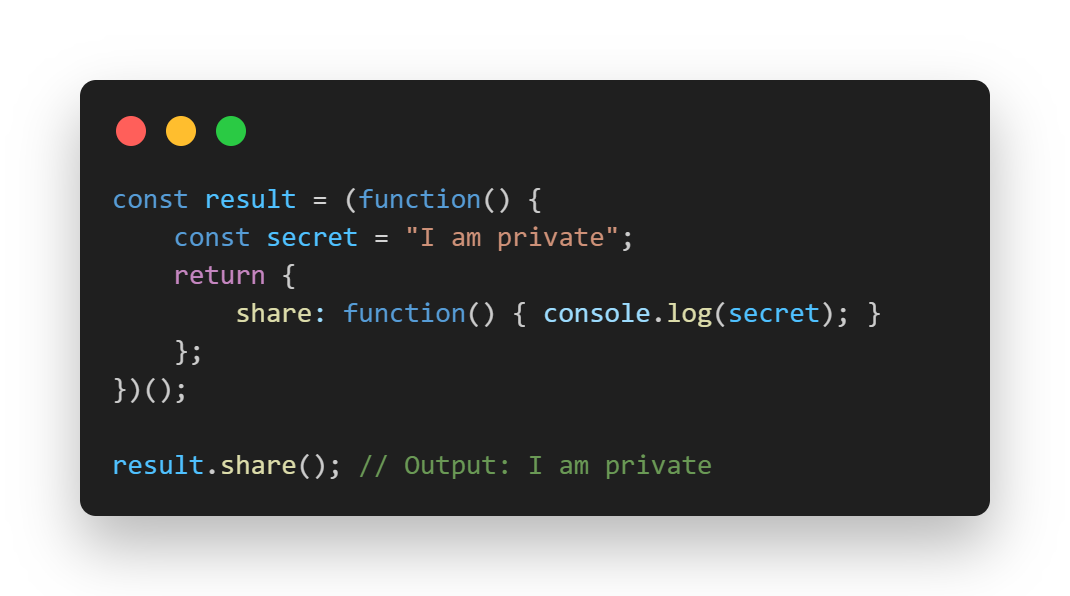 const result = (function() {
    const secret = "I am private";
    return {
        share: function() { console.log(secret); }
    };
})();

result.share(); // Output: I am private